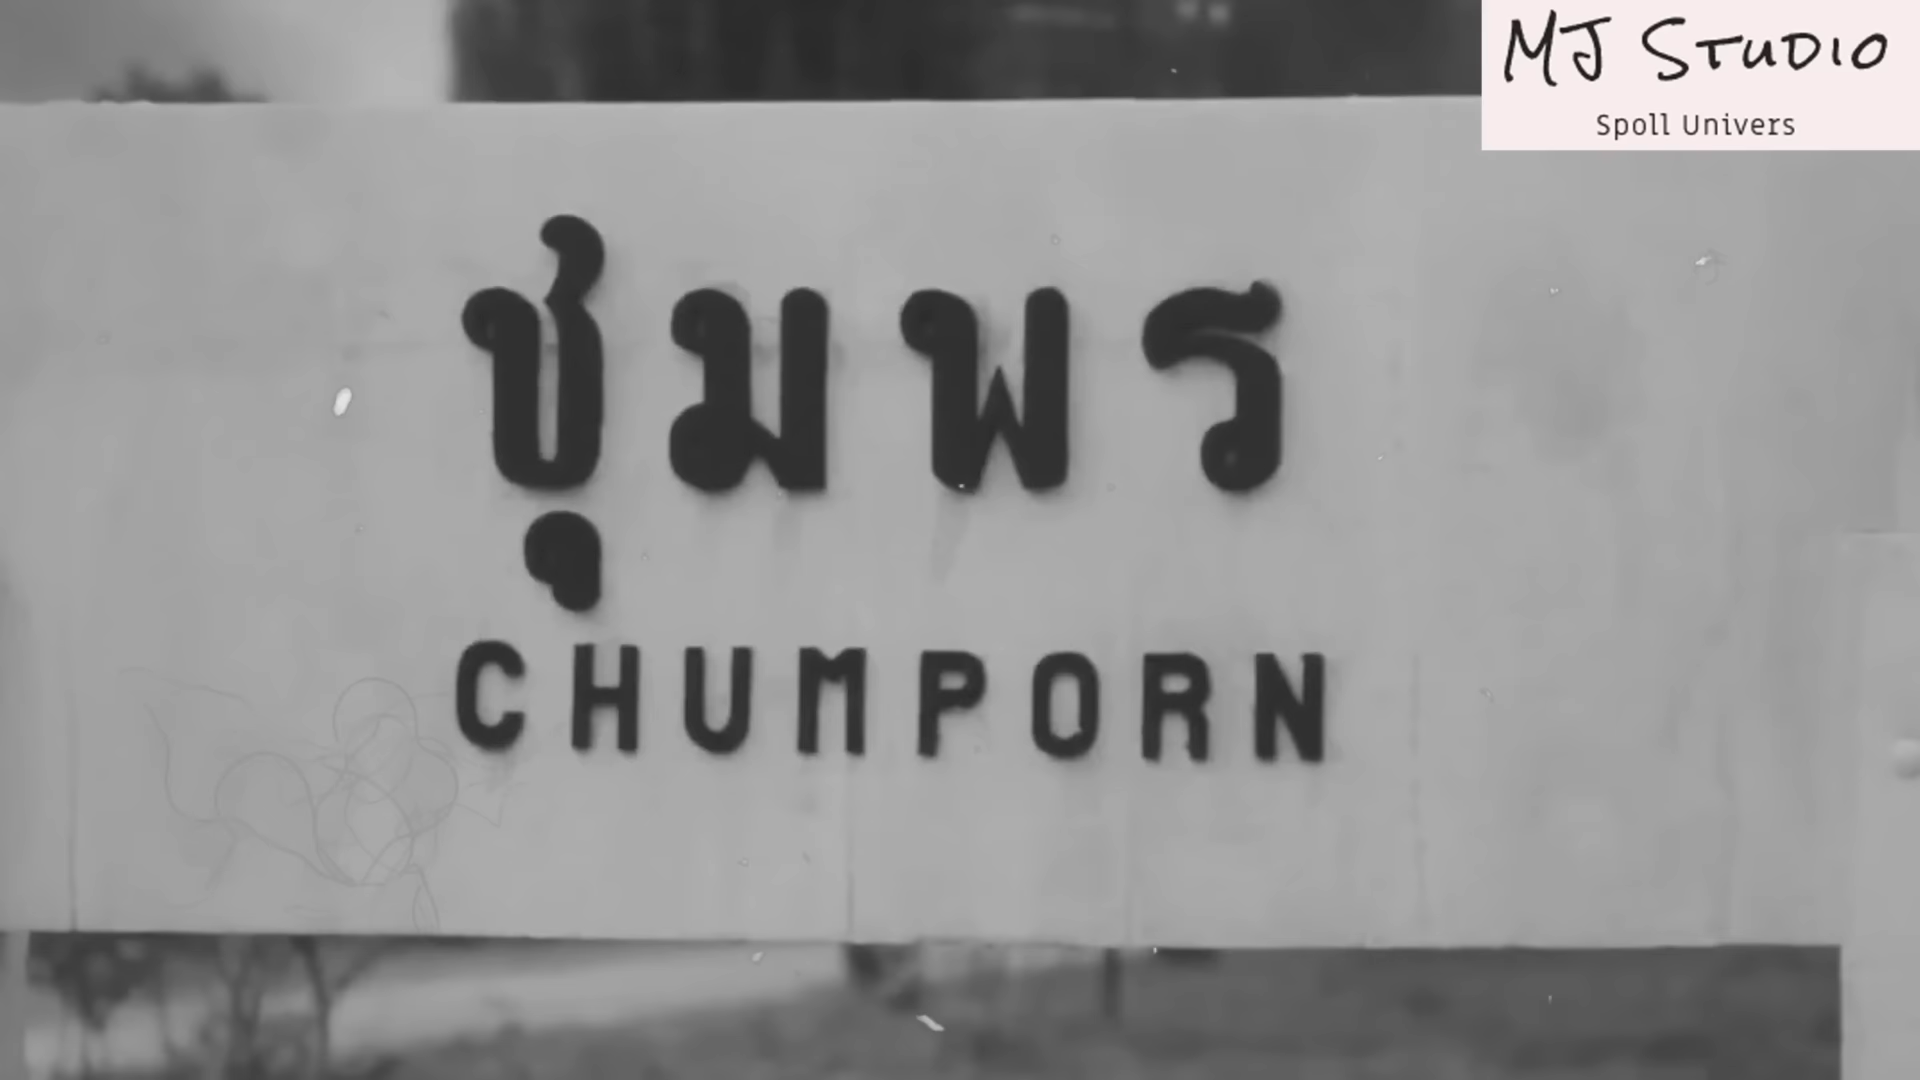 MJ STUDIO
Spoll Univers
ชุมพร
CHUMPORN